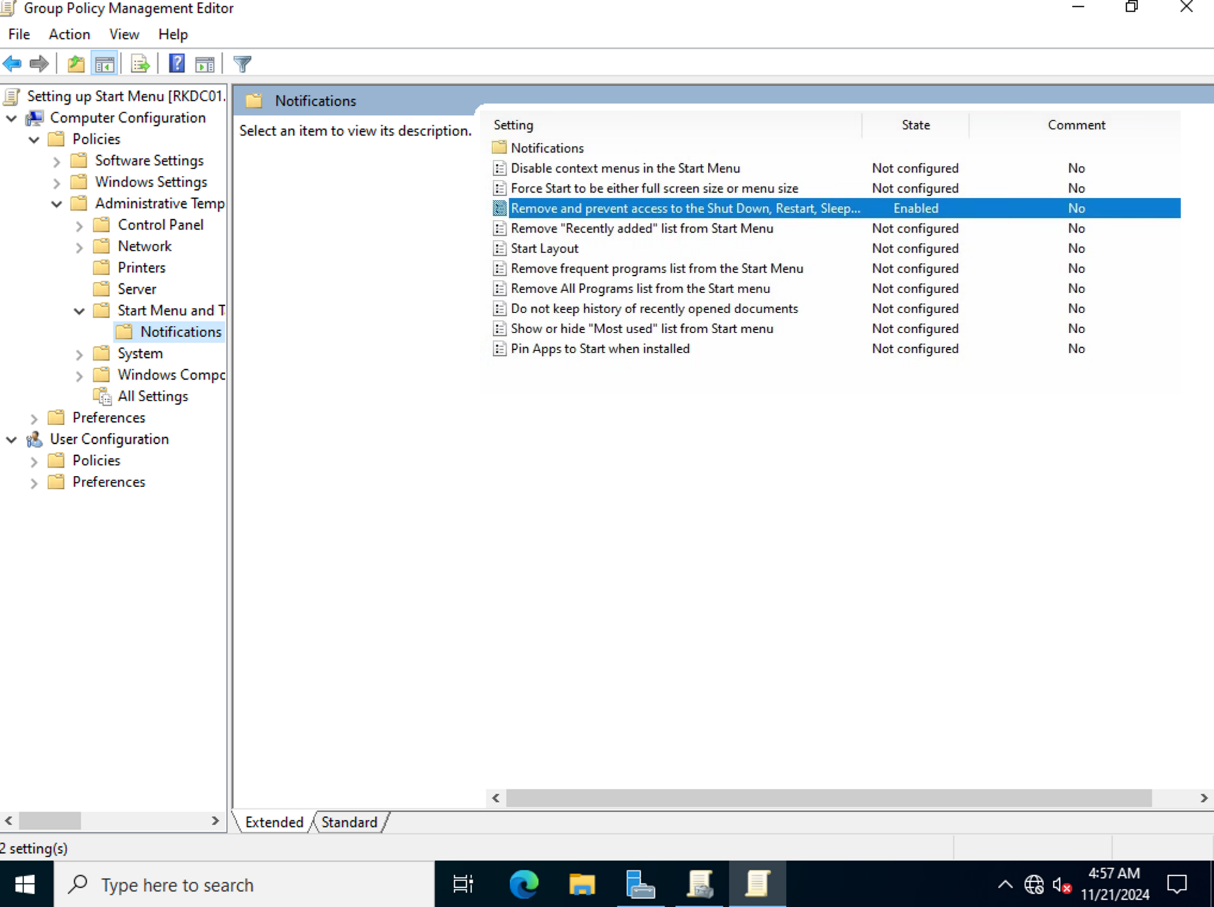 Group Policy Management Editor
File Action View Help
Setting up Start Menu [RKDC01.
Computer Configuration
Policies
Software Settings
Windows Settings
Administrative Temp
Control Panel
Network
Printers
Server
Start Menu and T
Notifications
System
Windows Compo
All Settings
Preferences
User Configuration
Policies
Preferences
Notifications
Select an item to view its description.
Setting State Comment
Notifications
Disable context menus in the Start Menu Not configured No
Force Start to be either full screen size or menu size Not configured No
Remove and prevent access to the Shut Down, Restart, Sleep... Enabled No
Remove "Recently added" list from Start Menu Not configured No
Start Layout Not configured No
Remove frequent programs list from the Start Menu Not configured No
Remove All Programs list from the Start menu Not configured No
Do not keep history of recently opened documents Not configured No
Show or hide "Most used" list from Start menu Not configured No
Pin Apps to Start when installed Not configured No
Extended Standard
2 setting(s)
Type here to search
4:57 AM
11/21/2024